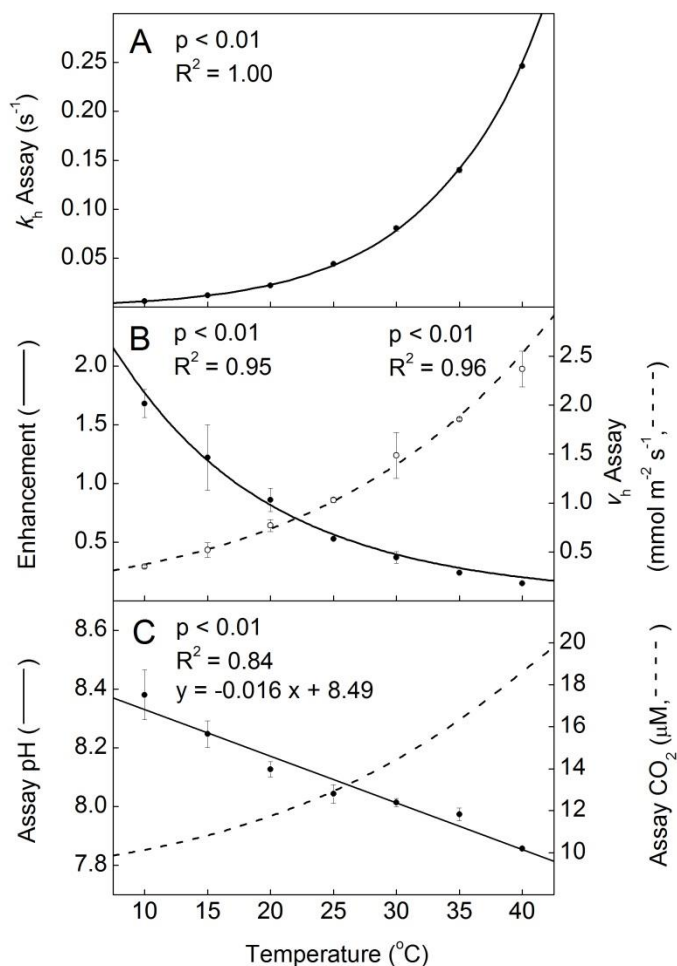 A
p < 0.01
R² = 1.00
kₕ Assay (s⁻¹)
0.25
0.20
0.15
0.10
0.05
B
p < 0.01
R² = 0.95
p < 0.01
R² = 0.96
Enhancement (——)
2.0
1.5
1.0
0.5
2.5
2.0
1.5
1.0
0.5
vₕ Assay
(mmol m⁻² s⁻¹, ----)
C
p < 0.01
R² = 0.84
y = -0.016 x + 8.49
Assay pH (——)
8.6
8.4
8.2
8.0
7.8
20
18
16
14
12
10
Assay CO₂ (μM, ----)
10 15 20 25 30 35 40
Temperature (°C)